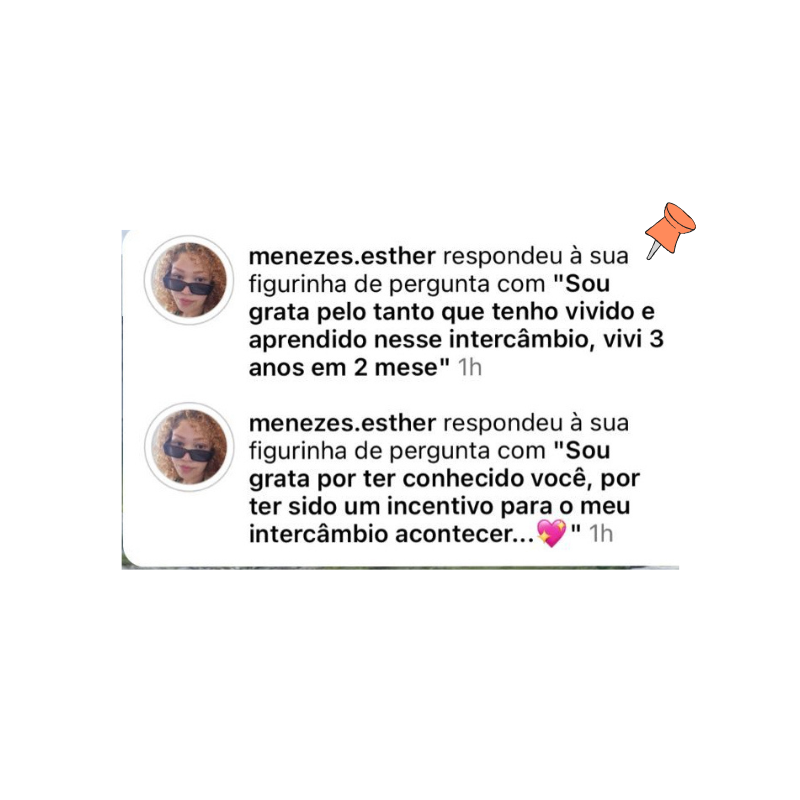 menezes.esther respondeu à sua
figurinha de pergunta com "Sou
grata pelo tanto que tenho vivido e
aprendido nesse intercâmbio, vivi 3
anos em 2 mese" 1h
menezes.esther respondeu à sua
figurinha de pergunta com "Sou
grata por ter conhecido você, por
ter sido um incentivo para o meu
intercâmbio acontecer...💖" 1h